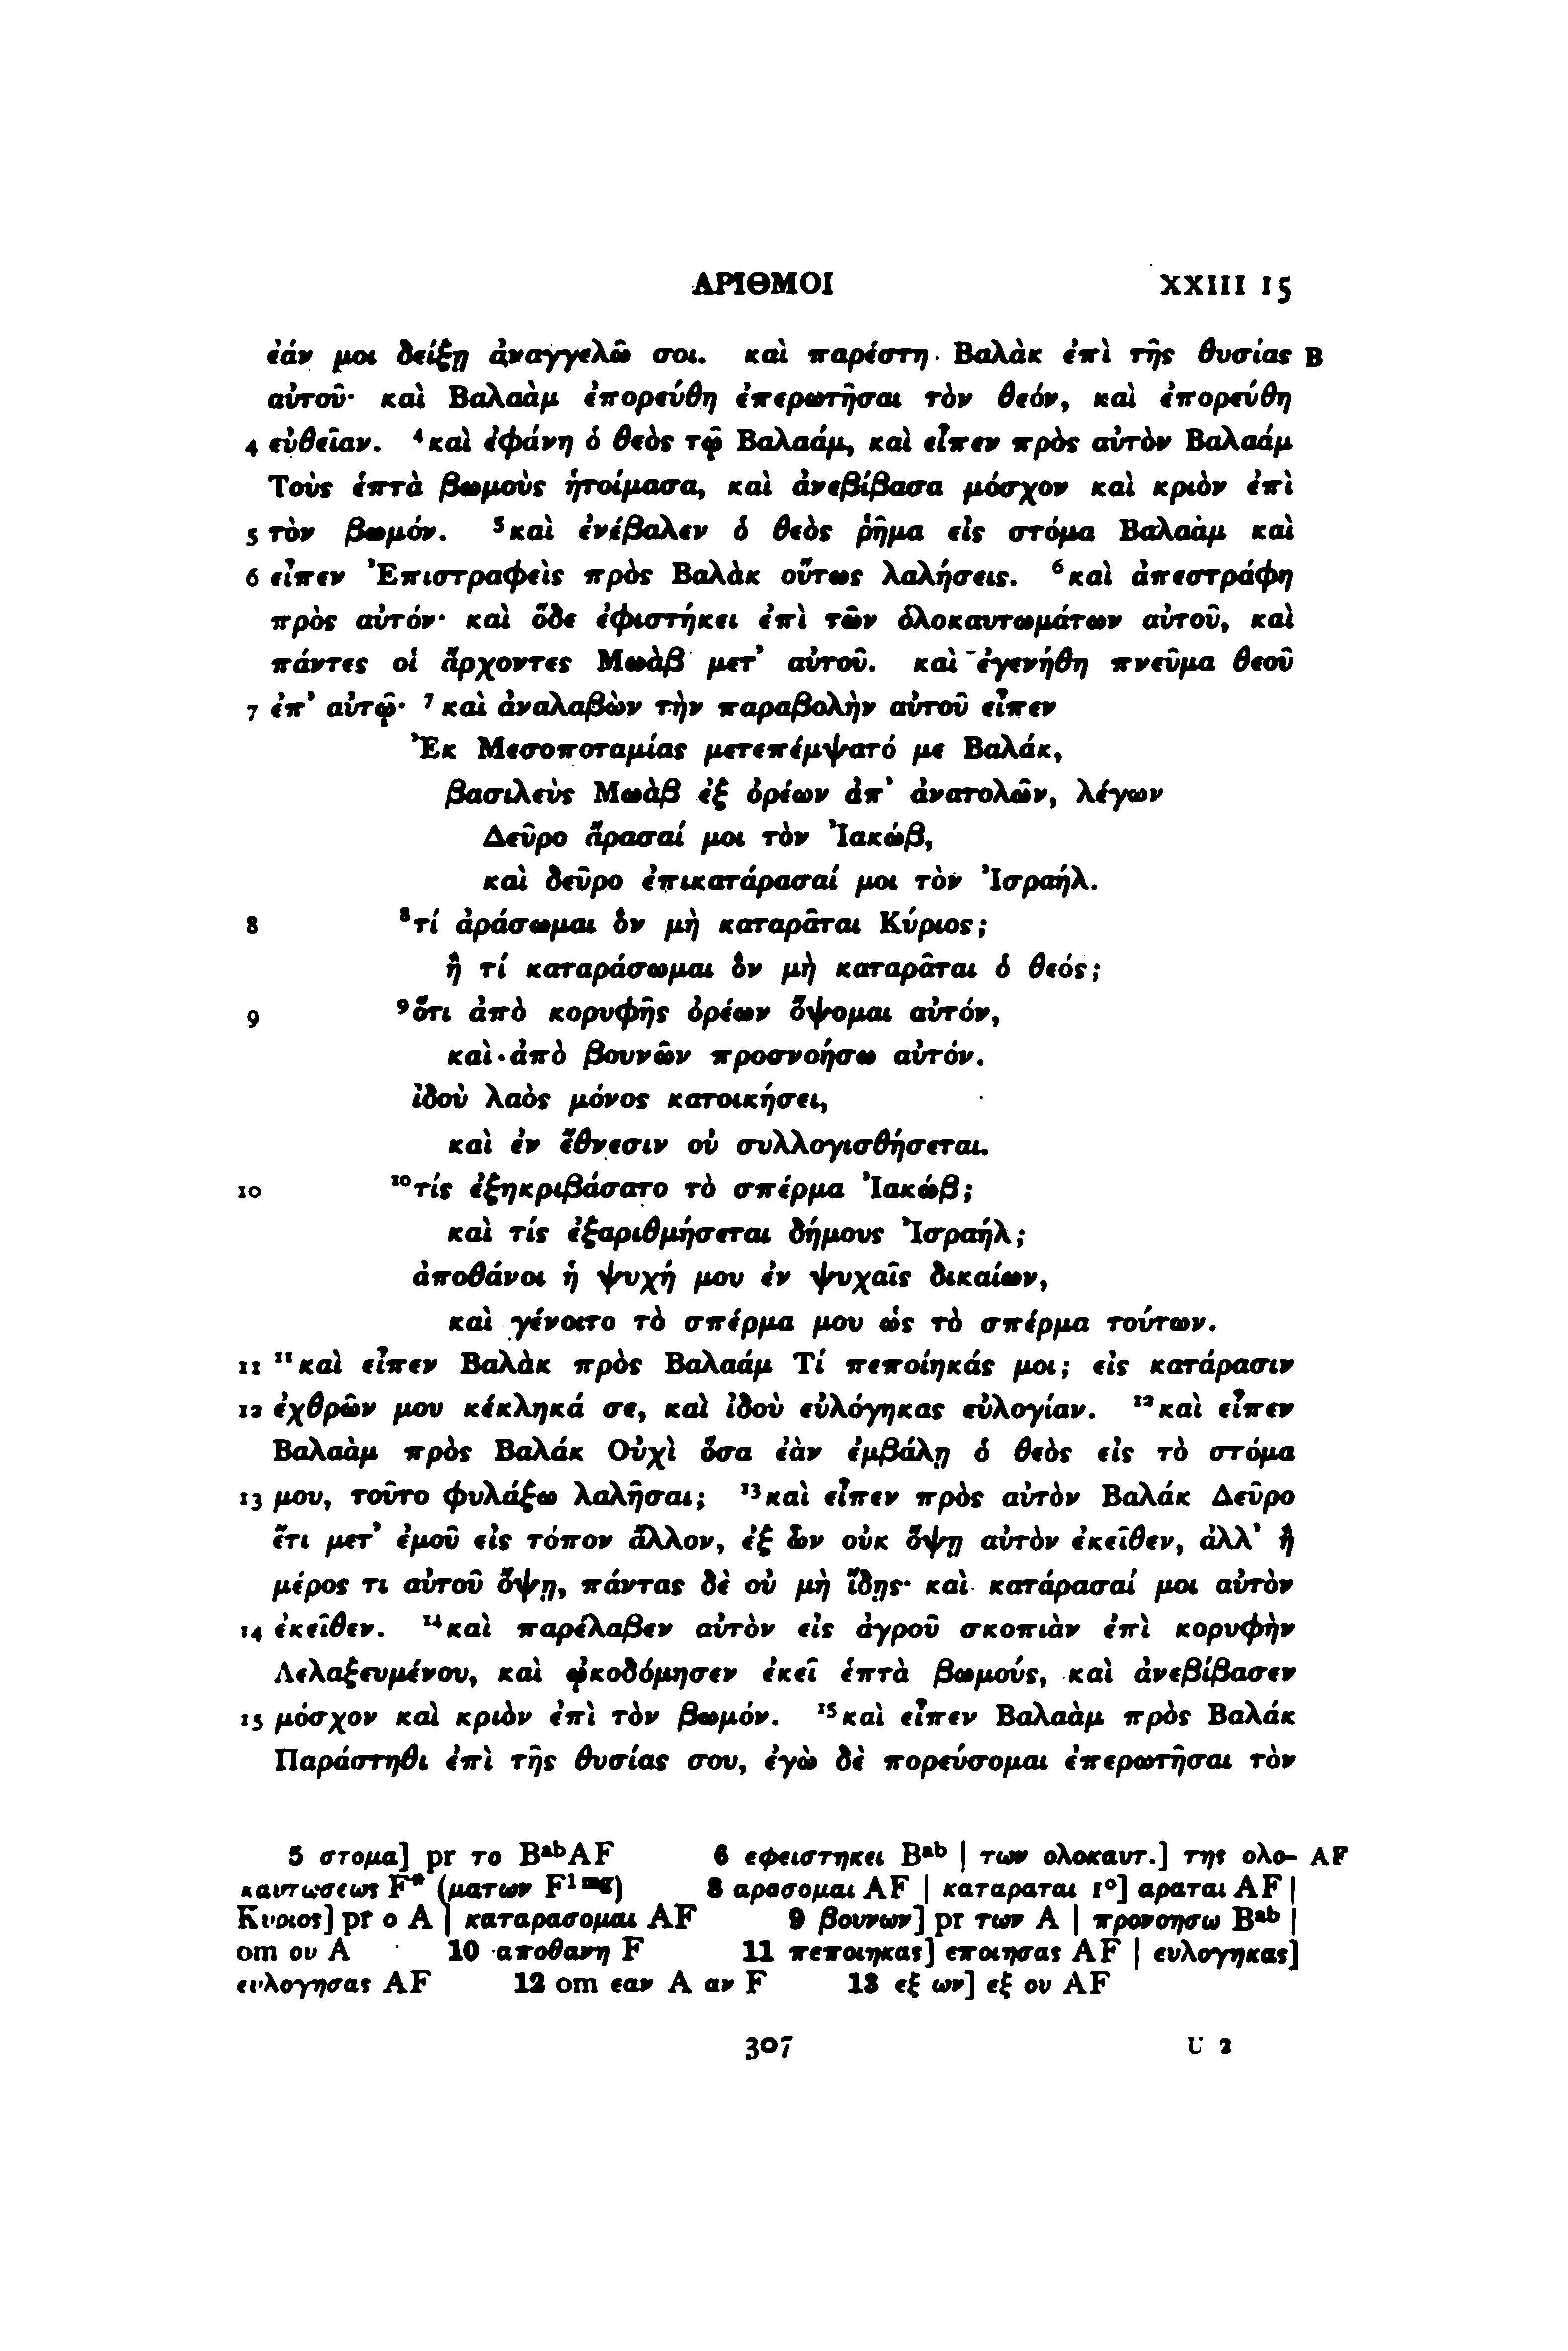 ΑΡΙΘΜΟΙ XXIII 15
ἐάν μοι δείξῃ ἀναγγελῶ σοι. καὶ παρέστη Βαλὰκ ἐπὶ τῆς θυσίας B
αὐτοῦ· καὶ Βαλαὰμ ἐπορεύθη ἐπερωτῆσαι τὸν θεόν, καὶ ἐπορεύθη
4 εὐθεῖαν. ⁴καὶ ἐφάνη ὁ θεὸς τῷ Βαλαάμ, καὶ εἶπεν πρὸς αὐτὸν Βαλαάμ
Τοὺς ἑπτὰ βωμοὺς ἡτοίμασα, καὶ ἀνεβίβασα μόσχον καὶ κριὸν ἐπὶ
5 τὸν βωμόν. ⁵καὶ ἐνέβαλεν ὁ θεὸς ῥῆμα εἰς στόμα Βαλαὰμ καὶ
6 εἶπεν Ἐπιστραφεὶς πρὸς Βαλὰκ οὕτως λαλήσεις. ⁶καὶ ἀπεστράφη
πρὸς αὐτόν· καὶ ὅδε ἐφιστήκει ἐπὶ τῶν ὁλοκαυτωμάτων αὐτοῦ, καὶ
πάντες οἱ ἄρχοντες Μωὰβ μετ’ αὐτοῦ. καὶ ἐγενήθη πνεῦμα θεοῦ
7 ἐπ’ αὐτῷ· ⁷καὶ ἀναλαβὼν τὴν παραβολὴν αὐτοῦ εἶπεν
Ἐκ Μεσοποταμίας μετεπέμψατό με Βαλάκ,
βασιλεὺς Μωὰβ ἐξ ὀρέων ἀπ’ ἀνατολῶν, λέγων
Δεῦρο ἄρασαί μοι τὸν Ἰακώβ,
καὶ δεῦρο ἐπικατάρασαί μοι τὸν Ἰσραήλ.
8 ⁸τί ἀράσωμαι ὃν μὴ καταρᾶται Κύριος;
ἢ τί καταράσωμαι ὃν μὴ καταρᾶται ὁ θεός;
9 ⁹ὅτι ἀπὸ κορυφῆς ὀρέων ὄψομαι αὐτόν,
καὶ ἀπὸ βουνῶν προσνοήσω αὐτόν.
ἰδοὺ λαὸς μόνος κατοικήσει,
καὶ ἐν ἔθνεσιν οὐ συλλογισθήσεται.
10 ¹⁰τίς ἐξηκριβάσατο τὸ σπέρμα Ἰακώβ;
καὶ τίς ἐξαριθμήσεται δήμους Ἰσραήλ;
ἀποθάνοι ἡ ψυχή μου ἐν ψυχαῖς δικαίων,
καὶ γένοιτο τὸ σπέρμα μου ὡς τὸ σπέρμα τούτων.
11 ¹¹καὶ εἶπεν Βαλὰκ πρὸς Βαλαάμ Τί πεποίηκάς μοι; εἰς κατάρασιν
12 ἐχθρῶν μου κέκληκά σε, καὶ ἰδοὺ εὐλόγηκας εὐλογίαν. ¹²καὶ εἶπεν
Βαλαὰμ πρὸς Βαλάκ Οὐχὶ ὅσα ἐὰν ἐμβάλῃ ὁ θεὸς εἰς τὸ στόμα
13 μου, τοῦτο φυλάξω λαλῆσαι; ¹³καὶ εἶπεν πρὸς αὐτὸν Βαλάκ Δεῦρο
ἔτι μετ’ ἐμοῦ εἰς τόπον ἄλλον, ἐξ ὧν οὐκ ὄψῃ αὐτὸν ἐκεῖθεν, ἀλλ’ ἢ
μέρος τι αὐτοῦ ὄψῃ, πάντας δὲ οὐ μὴ ἴδῃς· καὶ κατάρασαί μοι αὐτὸν
14 ἐκεῖθεν. ¹⁴καὶ παρέλαβεν αὐτὸν εἰς ἀγροῦ σκοπιὰν ἐπὶ κορυφὴν
Λελαξευμένου, καὶ ᾠκοδόμησεν ἐκεῖ ἑπτὰ βωμούς, καὶ ἀνεβίβασεν
15 μόσχον καὶ κριὸν ἐπὶ τὸν βωμόν. ¹⁵καὶ εἶπεν Βαλαὰμ πρὸς Βαλάκ
Παράστηθι ἐπὶ τῆς θυσίας σου, ἐγὼ δὲ πορεύσομαι ἐπερωτῆσαι τὸν
5 στομα] pr το BᵃᵇAF 6 εφειστηκει Bᵃᵇ | των ολοκαυτ.] της ολο- AF
καυτωσεως F* (ματων F¹ᵐᵍ) 8 αρασομαι AF | καταραται 1°] αραται AF |
Κυριος] pr ο A | καταρασομαι AF 9 βουνων] pr των A | προνοησω Bᵃᵇ |
om ου A 10 αποθανη F 11 πεποιηκας] εποιησας AF | ευλογηκας]
ευλογησας AF 12 om εαν A αν F 13 εξ ων] εξ ου AF
307 U 2